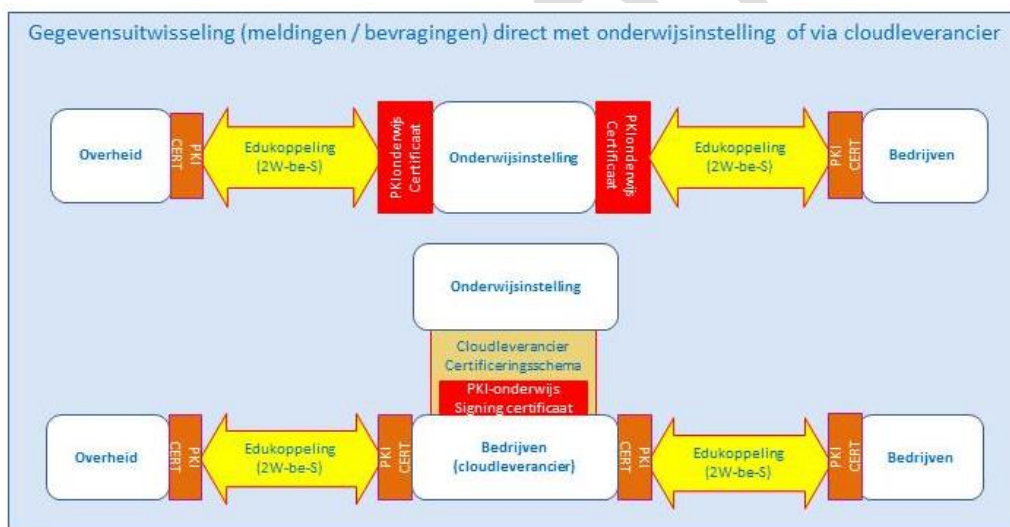 Gegevensuitwisseling (meldingen / bevragingen) direct met onderwijsinstelling of via cloudleverancier
Overheid
PKI
CERT
Edukoppeling
(2W-be-S)
PKIonderwijs
Certificaat
Onderwijsinstelling
PKIonderwijs
Certificaat
Edukoppeling
(2W-be-S)
PKI
CERT
Bedrijven
Onderwijsinstelling
Cloudleverancier
Certificeringsschema
PKI-onderwijs
Signing certificaat
Overheid
PKI
CERT
Edukoppeling
(2W-be-S)
PKI
CERT
Bedrijven
(cloudleverancier)
PKI
CERT
Edukoppeling
(2W-be-S)
PKI
CERT
Bedrijven